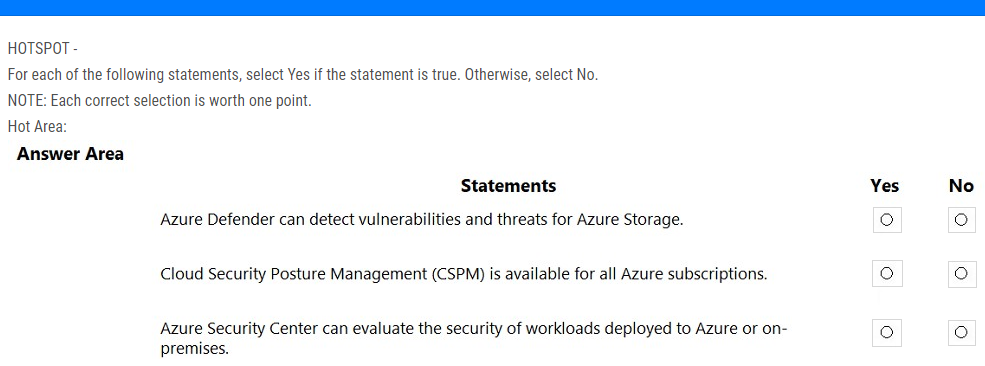 HOTSPOT -
For each of the following statements, select Yes if the statement is true. Otherwise, select No.
NOTE: Each correct selection is worth one point.
Hot Area:
Answer Area
Statements Yes No
Azure Defender can detect vulnerabilities and threats for Azure Storage.
Cloud Security Posture Management (CSPM) is available for all Azure subscriptions.
Azure Security Center can evaluate the security of workloads deployed to Azure or on-
premises.